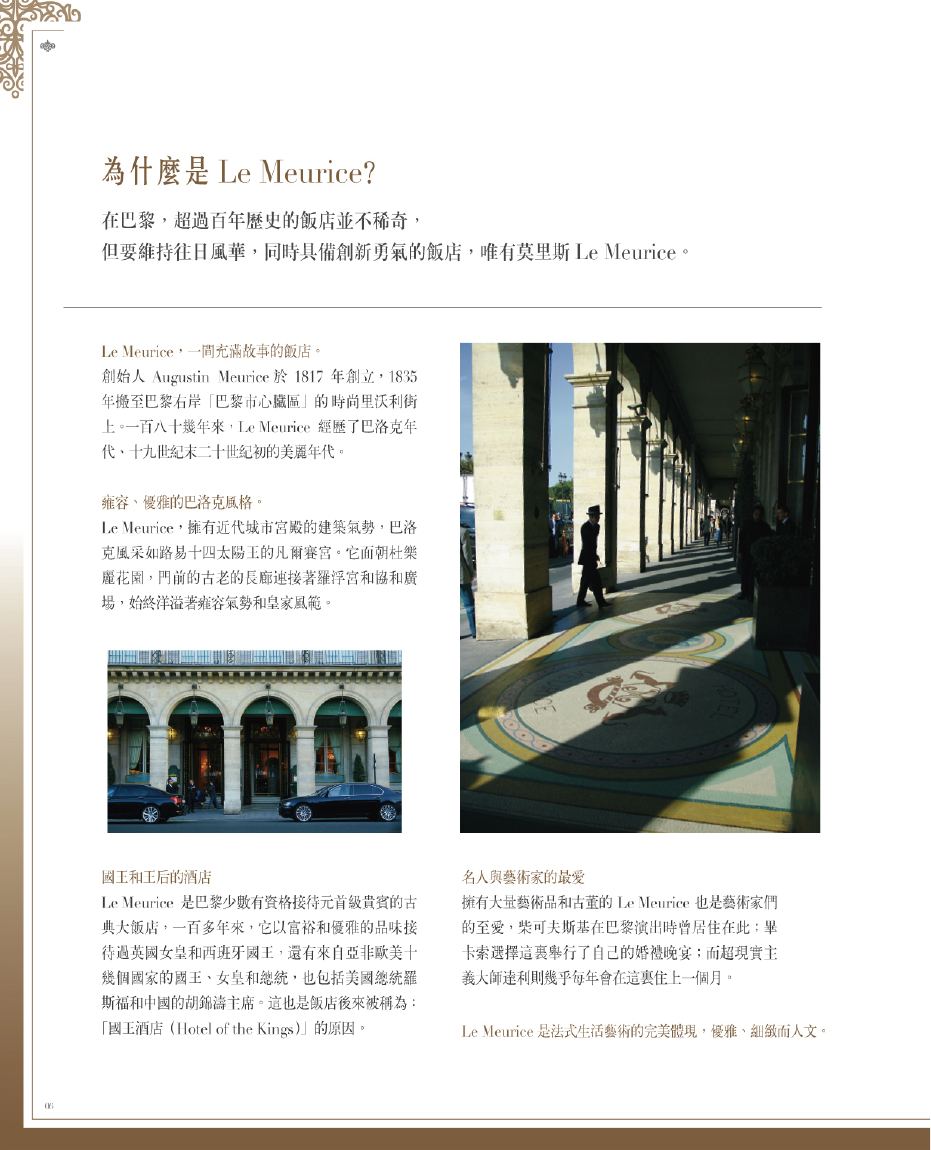 為什麼是 Le Meurice?
在巴黎，超過百年歷史的飯店並不稀奇，
但要維持往日風華，同時具備創新勇氣的飯店，唯有莫里斯 Le Meurice。
Le Meurice，一間充滿故事的飯店。
創始人 Augustin Meurice 於 1817 年創立，1835
年搬至巴黎右岸「巴黎市心臟區」的時尚里沃利街
上。一百八十幾年來，Le Meurice 經歷了巴洛克年
代、十九世紀末二十世紀初的美麗年代。
雍容、優雅的巴洛克風格。
Le Meurice，擁有近代城市宮殿的建築氣勢，巴洛
克風采如路易十四太陽王的凡爾賽宮。它面朝杜樂
麗花園，門前的古老的長廊連接著羅浮宮和協和廣
場，始終洋溢著雍容氣勢和皇家風範。
國王和王后的酒店
Le Meurice 是巴黎少數有資格接待元首級貴賓的古
典大飯店，一百多年來，它以富裕和優雅的品味接
待過英國女皇和西班牙國王，還有來自亞非歐美十
幾個國家的國王、女皇和總統，也包括美國總統羅
斯福和中國的胡錦濤主席。這也是飯店後來被稱為：
「國王酒店（Hotel of the Kings）」的原因。
名人與藝術家的最愛
擁有大量藝術品和古董的 Le Meurice 也是藝術家們
的至愛，柴可夫斯基在巴黎演出時曾居住在此；畢
卡索選擇這裏舉行了自己的婚禮晚宴；而超現實主
義大師達利則幾乎每年會在這裏住上一個月。
Le Meurice 是法式生活藝術的完美體現，優雅、細緻而人文。
06